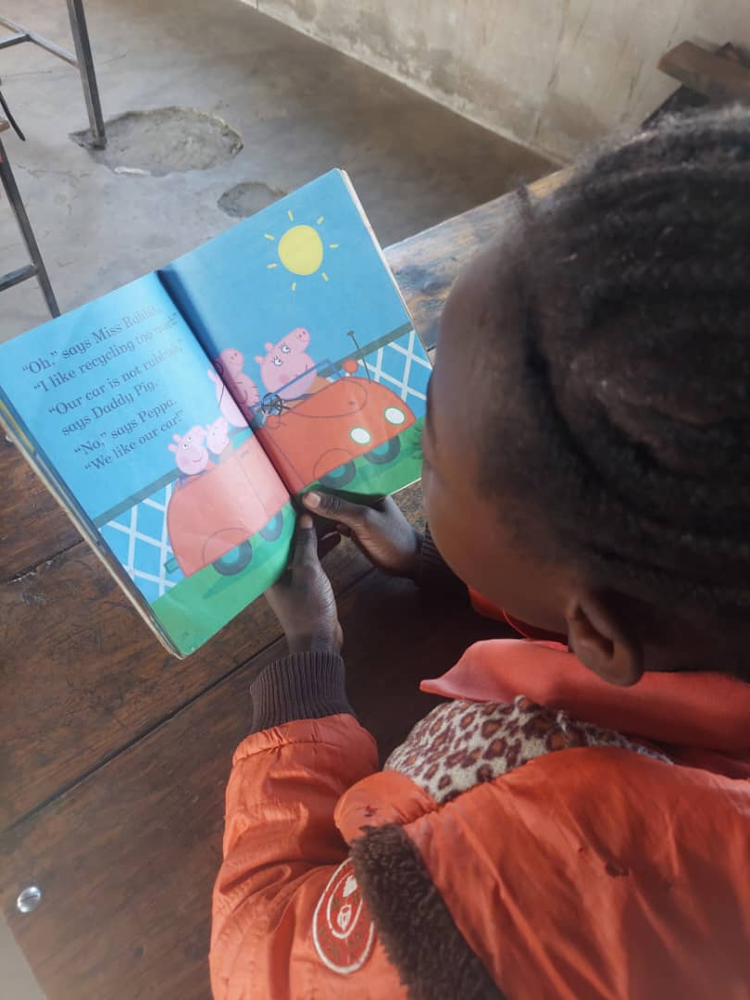 "Oh," says Miss Rabbit.
"I like recycling too much!"
"Our car is not rubbish,"
says Daddy Pig.
"No," says Peppa.
"We like our car!"